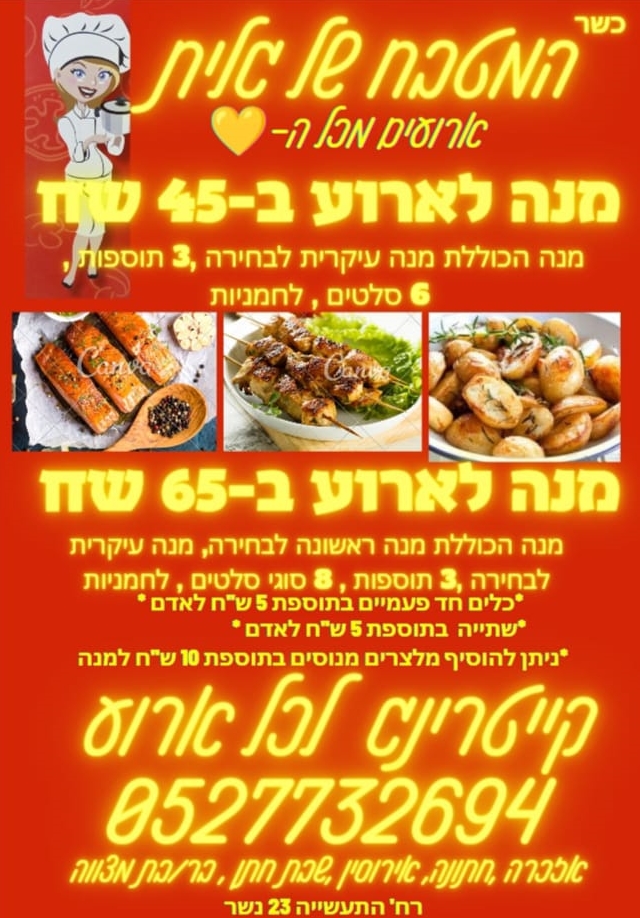 כשר
המטבח של גלית
ארועים מכל ה-💛
מנה לארוע ב-45 שח
מנה הכוללת מנה עיקרית לבחירה ,3 תוספות ,
6 סלטים , לחמניות
Canva
Canva
מנה לארוע ב-65 שח
מנה הכוללת מנה ראשונה לבחירה, מנה עיקרית
לבחירה ,3 תוספות , 8 סוגי סלטים , לחמניות
*כלים חד פעמיים בתוספת 5 ש"ח לאדם *
*שתייה בתוספת 5 ש"ח לאדם *
*ניתן להוסיף מלצרים מנוסים בתוספת 10 ש"ח למנה
קייטרינג לכל ארוע
0527732694
אזכרה ,חתונה, אירוסין ,שבת חתן , בר/בת מצווה
רח' התעשייה 23 נשר